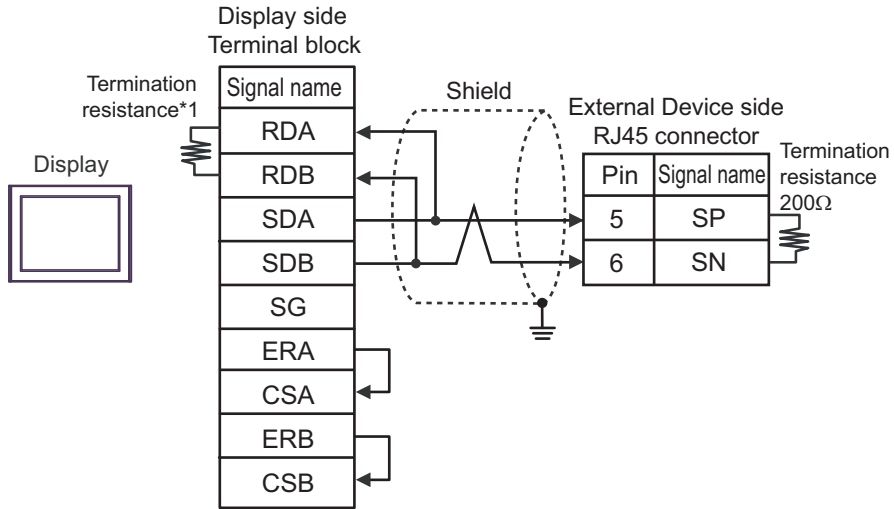 Display side
Terminal block
Termination
resistance*1
Signal name
RDA
RDB
SDA
SDB
SG
ERA
CSA
ERB
CSB
Display
Shield
External Device side
RJ45 connector
Pin Signal name
5 SP
6 SN
Termination
resistance
200Ω